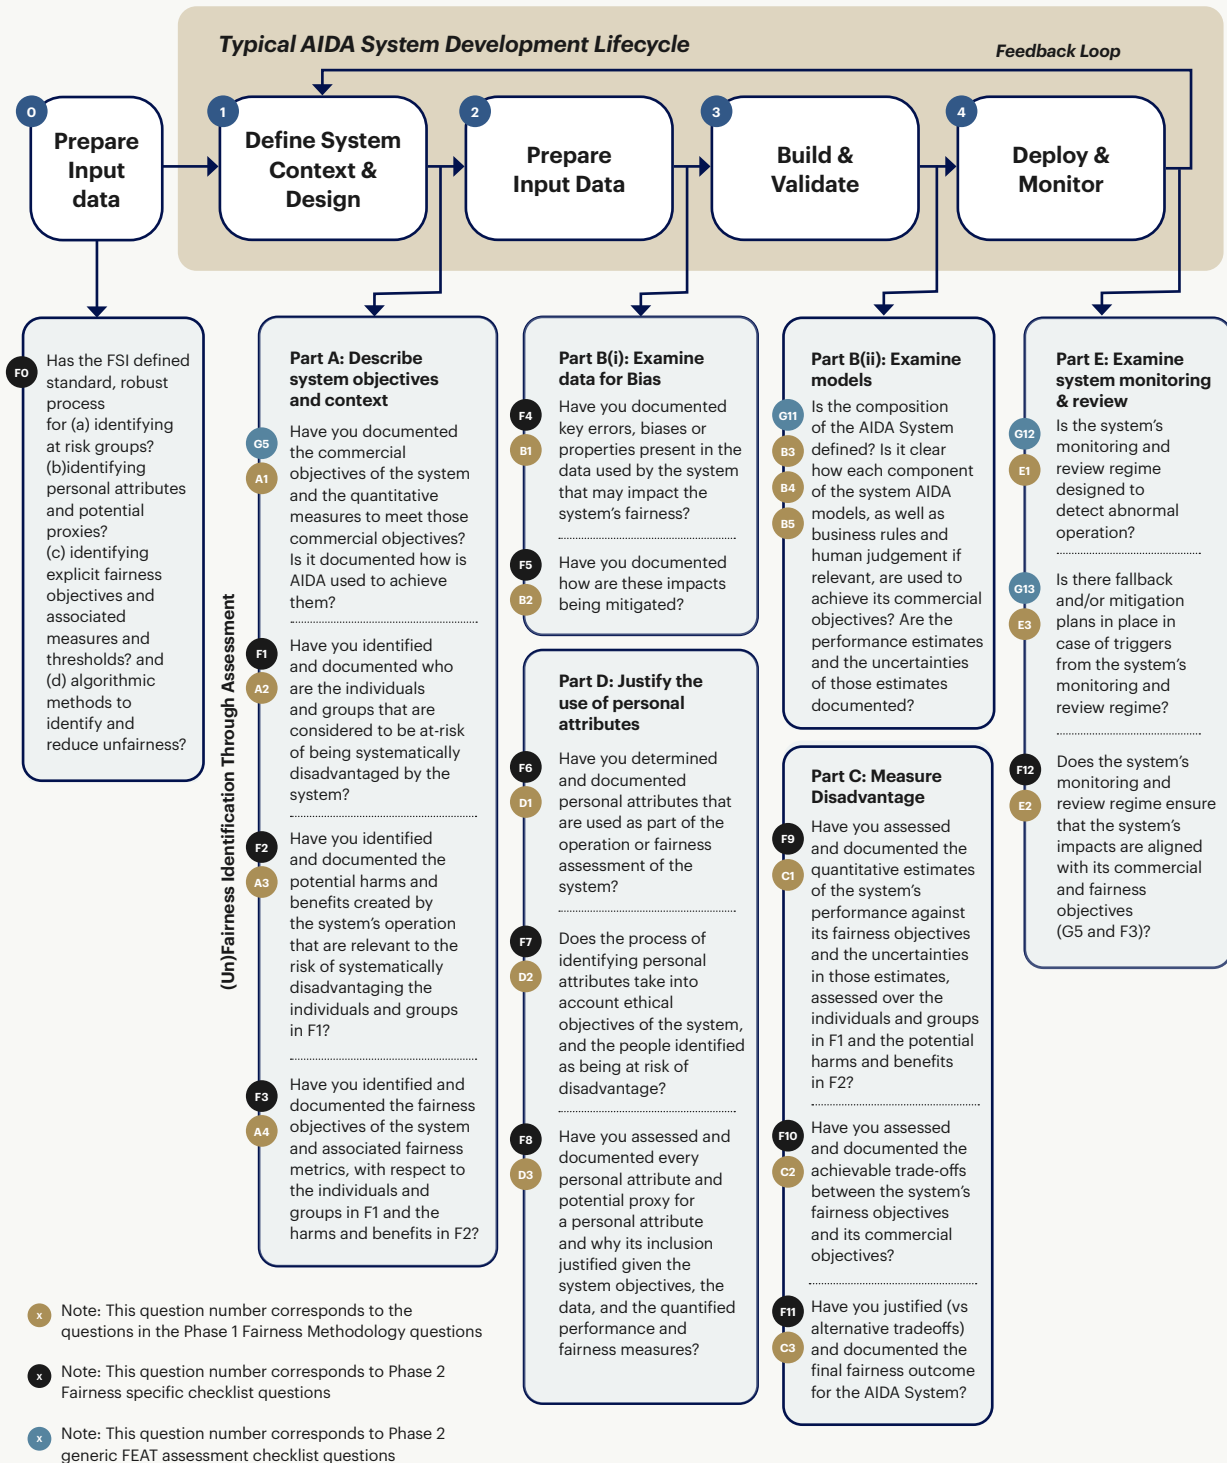 Typical AIDA System Development Lifecycle
Feedback Loop
0
Prepare
Input
data
1
Define System
Context &
Design
2
Prepare
Input Data
3
Build &
Validate
4
Deploy &
Monitor
F0
Has the FSI defined
standard, robust
process
for (a) identifying
at risk groups?
(b)identifying
personal attributes
and potential
proxies?
(c) identifying
explicit fairness
objectives and
associated
measures and
thresholds? and
(d) algorithmic
methods to
identify and
reduce unfairness?
(Un)Fairness Identification Through Assessment
Part A: Describe
system objectives
and context
G5
A1
Have you documented
the commercial
objectives of the system
and the quantitative
measures to meet those
commercial objectives?
Is it documented how is
AIDA used to achieve
them?
F1
A2
Have you identified
and documented who
are the individuals
and groups that are
considered to be at-risk
of being systematically
disadvantaged by the
system?
F2
A3
Have you identified
and documented the
potential harms and
benefits created by
the system's operation
that are relevant to the
risk of systematically
disadvantaging the
individuals and groups
in F1?
F3
A4
Have you identified and
documented the fairness
objectives of the system
and associated fairness
metrics, with respect to
the individuals and
groups in F1 and the
harms and benefits in F2?
Part B(i): Examine
data for Bias
F4
B1
Have you documented
key errors, biases or
properties present in the
data used by the system
that may impact the
system's fairness?
F5
B2
Have you documented
how are these impacts
being mitigated?
Part D: Justify the
use of personal
attributes
F6
D1
Have you determined
and documented
personal attributes that
are used as part of the
operation or fairness
assessment of the
system?
F7
D2
Does the process of
identifying personal
attributes take into
account ethical
objectives of the system,
and the people identified
as being at risk of
disadvantage?
F8
D3
Have you assessed and
documented every
personal attribute and
potential proxy for
a personal attribute
and why its inclusion
justified given the
system objectives, the
data, and the quantified
performance and
fairness measures?
Part B(ii): Examine
models
G11
B3
B4
B5
Is the composition
of the AIDA System
defined? Is it clear
how each component
of the system AIDA
models, as well as
business rules and
human judgement if
relevant, are used to
achieve its commercial
objectives? Are the
performance estimates
and the uncertainties
of those estimates
documented?
Part C: Measure
Disadvantage
F9
C1
Have you assessed
and documented the
quantitative estimates
of the system's
performance against
its fairness objectives
and the uncertainties
in those estimates,
assessed over the
individuals and groups
in F1 and the potential
harms and benefits
in F2?
F10
C2
Have you assessed
and documented the
achievable trade-offs
between the system's
fairness objectives
and its commercial
objectives?
F11
C3
Have you justified (vs
alternative tradeoffs)
and documented the
final fairness outcome
for the AIDA System?
Part E: Examine
system monitoring
& review
G12
E1
Is the system's
monitoring and
review regime
designed to
detect abnormal
operation?
G13
E3
Is there fallback
and/or mitigation
plans in place in
case of triggers
from the system's
monitoring and
review regime?
F12
E2
Does the system's
monitoring and
review regime ensure
that the system's
impacts are aligned
with its commercial
and fairness
objectives
(G5 and F3)?
x
Note: This question number corresponds to the
questions in the Phase 1 Fairness Methodology questions
x
Note: This question number corresponds to Phase 2
Fairness specific checklist questions
x
Note: This question number corresponds to Phase 2
generic FEAT assessment checklist questions